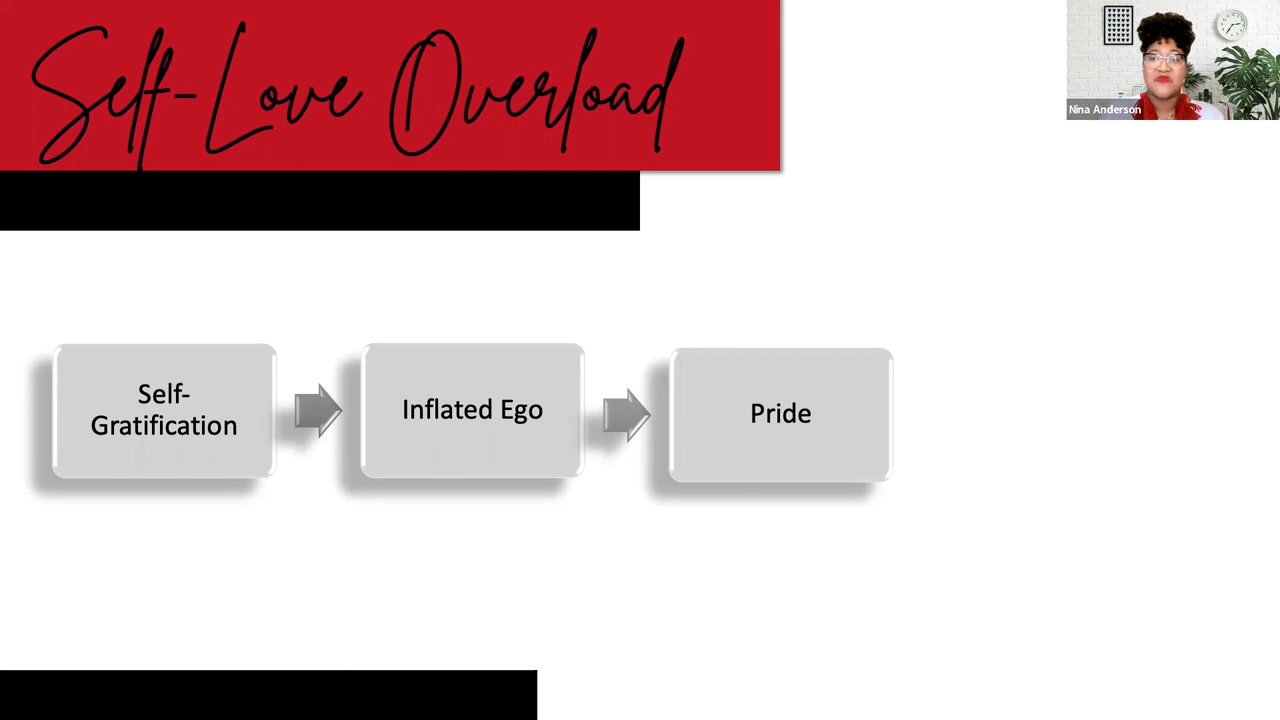 Self-Love Overload
Nina Anderson
Self-
Gratification
Inflated Ego
Pride